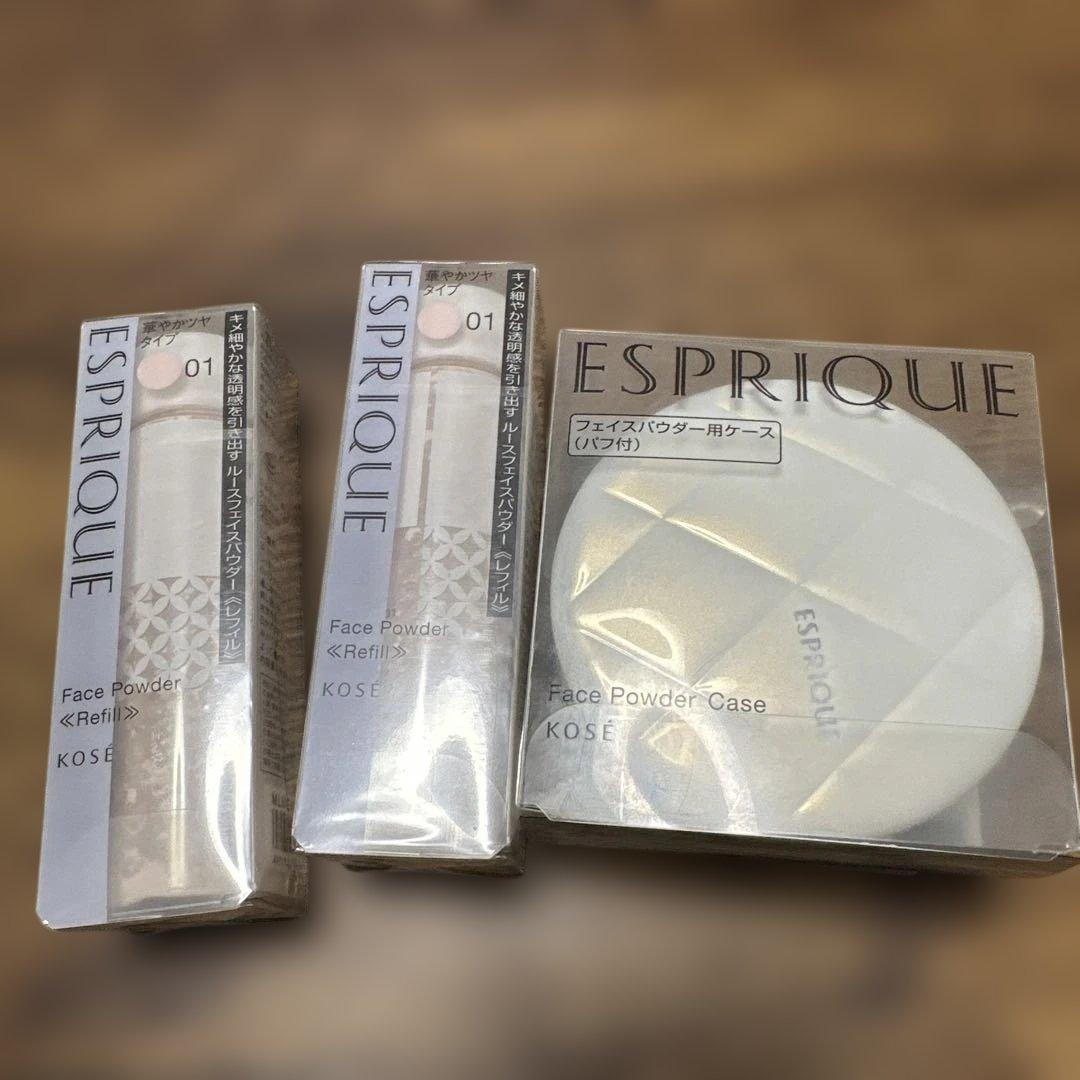 ESPRIQUE
華やかツヤ
タイプ
01
キメ細やかな透明感を引き出す ルースフェイスパウダー《レフィル》
Face Powder
≪Refill≫
KOSÉ
ESPRIQUE
華やかツヤ
タイプ
01
キメ細やかな透明感を引き出す ルースフェイスパウダー《レフィル》
Face Powder
≪Refill≫
KOSÉ
ESPRIQUE
フェイスパウダー用ケース
(パフ付)
ESPRIQUE
Face Powder Case
KOSÉ